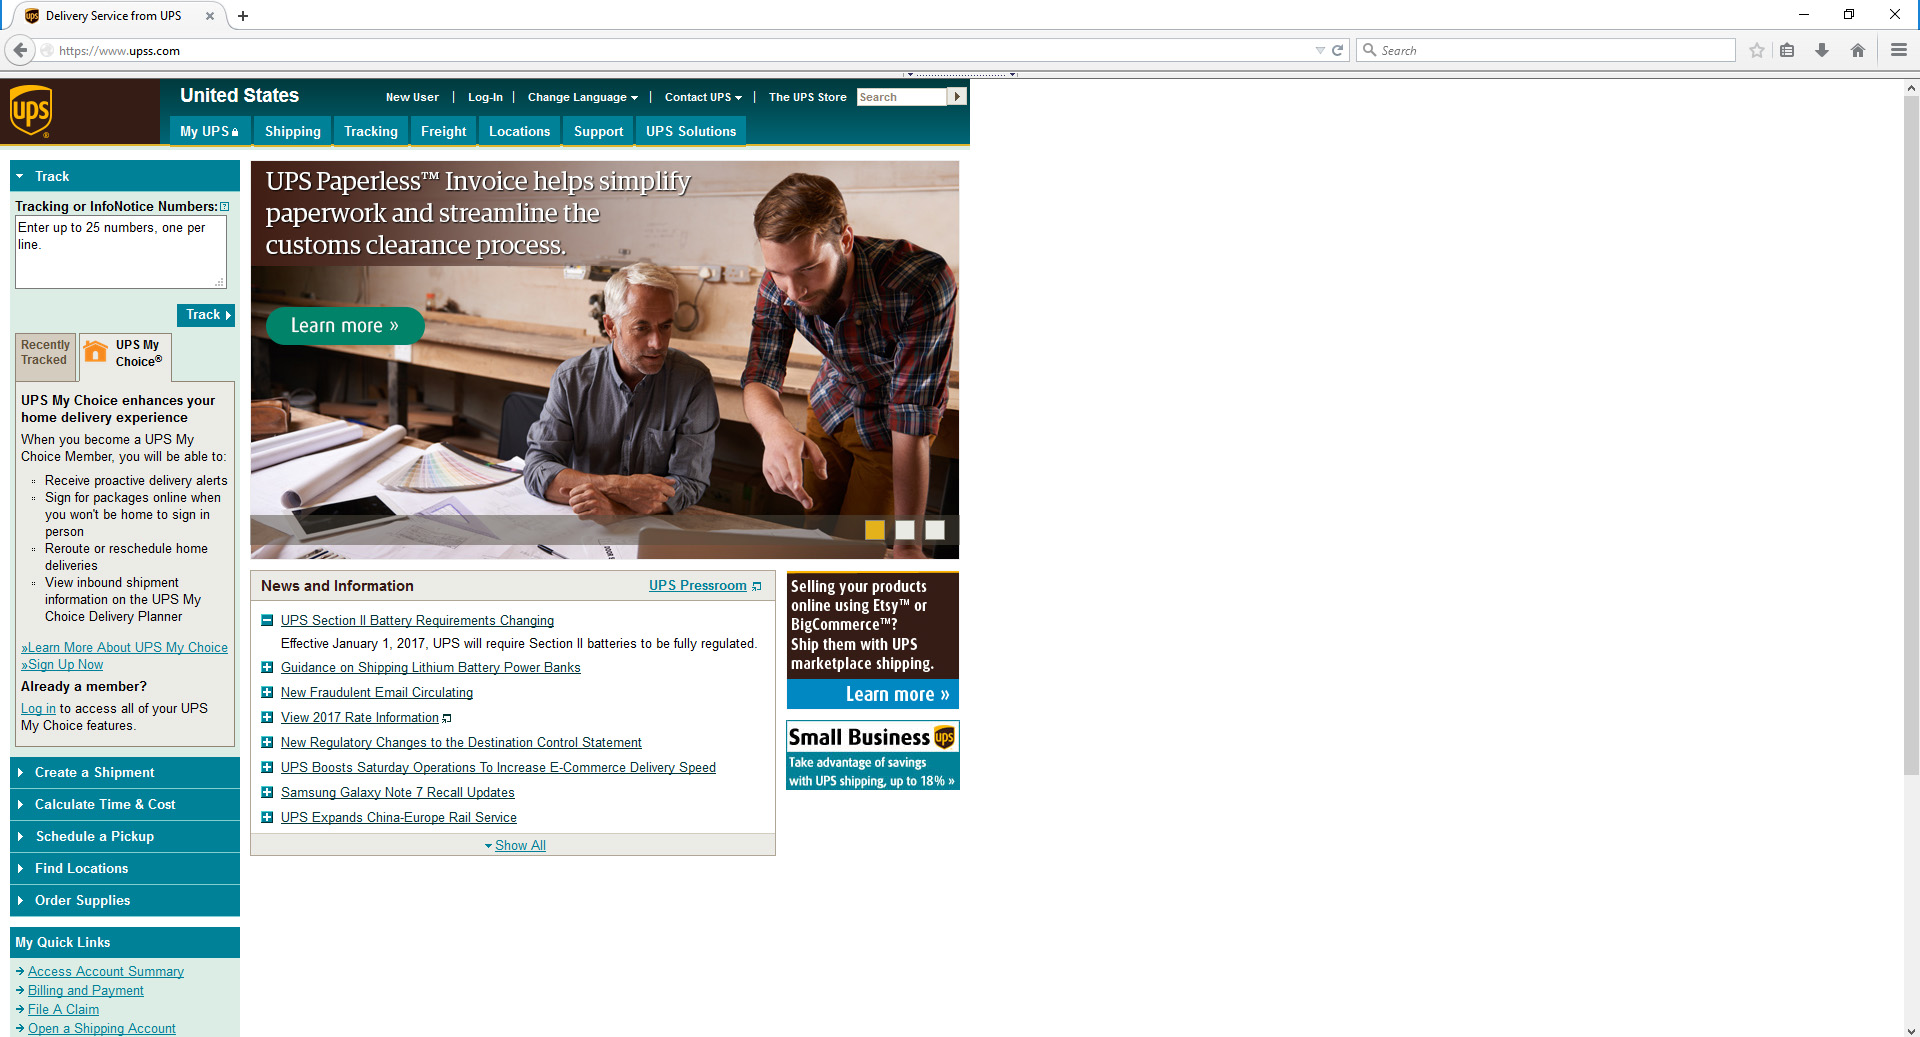 Delivery Service from UPS
https://www.upss.com
Search
ups
United States
New User | Log-In | Change Language | Contact UPS | The UPS Store
Search
My UPS
Shipping
Tracking
Freight
Locations
Support
UPS Solutions
Track
Tracking or InfoNotice Numbers:
Enter up to 25 numbers, one per
line.
Track
Recently
Tracked
UPS My
Choice®
UPS My Choice enhances your
home delivery experience
When you become a UPS My
Choice Member, you will be able to:
Receive proactive delivery alerts
Sign for packages online when
you won't be home to sign in
person
Reroute or reschedule home
deliveries
View inbound shipment
information on the UPS My
Choice Delivery Planner
»Learn More About UPS My Choice
»Sign Up Now
Already a member?
Log in to access all of your UPS
My Choice features.
Create a Shipment
Calculate Time & Cost
Schedule a Pickup
Find Locations
Order Supplies
My Quick Links
Access Account Summary
Billing and Payment
File A Claim
Open a Shipping Account
UPS Paperless™ Invoice helps simplify
paperwork and streamline the
customs clearance process.
Learn more »
News and Information
UPS Pressroom
UPS Section II Battery Requirements Changing
Effective January 1, 2017, UPS will require Section II batteries to be fully regulated.
Guidance on Shipping Lithium Battery Power Banks
New Fraudulent Email Circulating
View 2017 Rate Information
New Regulatory Changes to the Destination Control Statement
UPS Boosts Saturday Operations To Increase E-Commerce Delivery Speed
Samsung Galaxy Note 7 Recall Updates
UPS Expands China-Europe Rail Service
Show All
Selling your products
online using Etsy™ or
BigCommerce™?
Ship them with UPS
marketplace shipping.
Learn more »
Small Business ups
Take advantage of savings
with UPS shipping, up to 18% »